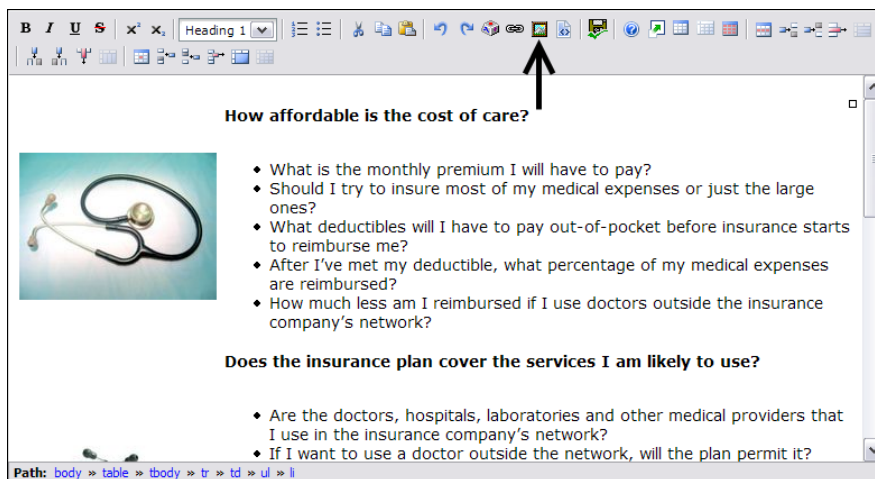 B I U S x² x₂ Heading 1
How affordable is the cost of care?
What is the monthly premium I will have to pay?
Should I try to insure most of my medical expenses or just the large
ones?
What deductibles will I have to pay out-of-pocket before insurance starts
to reimburse me?
After I’ve met my deductible, what percentage of my medical expenses
are reimbursed?
How much less am I reimbursed if I use doctors outside the insurance
company’s network?
Does the insurance plan cover the services I am likely to use?
Are the doctors, hospitals, laboratories and other medical providers that
I use in the insurance company’s network?
If I want to use a doctor outside the network, will the plan permit it?
Path: body » table » tbody » tr » td » ul » li